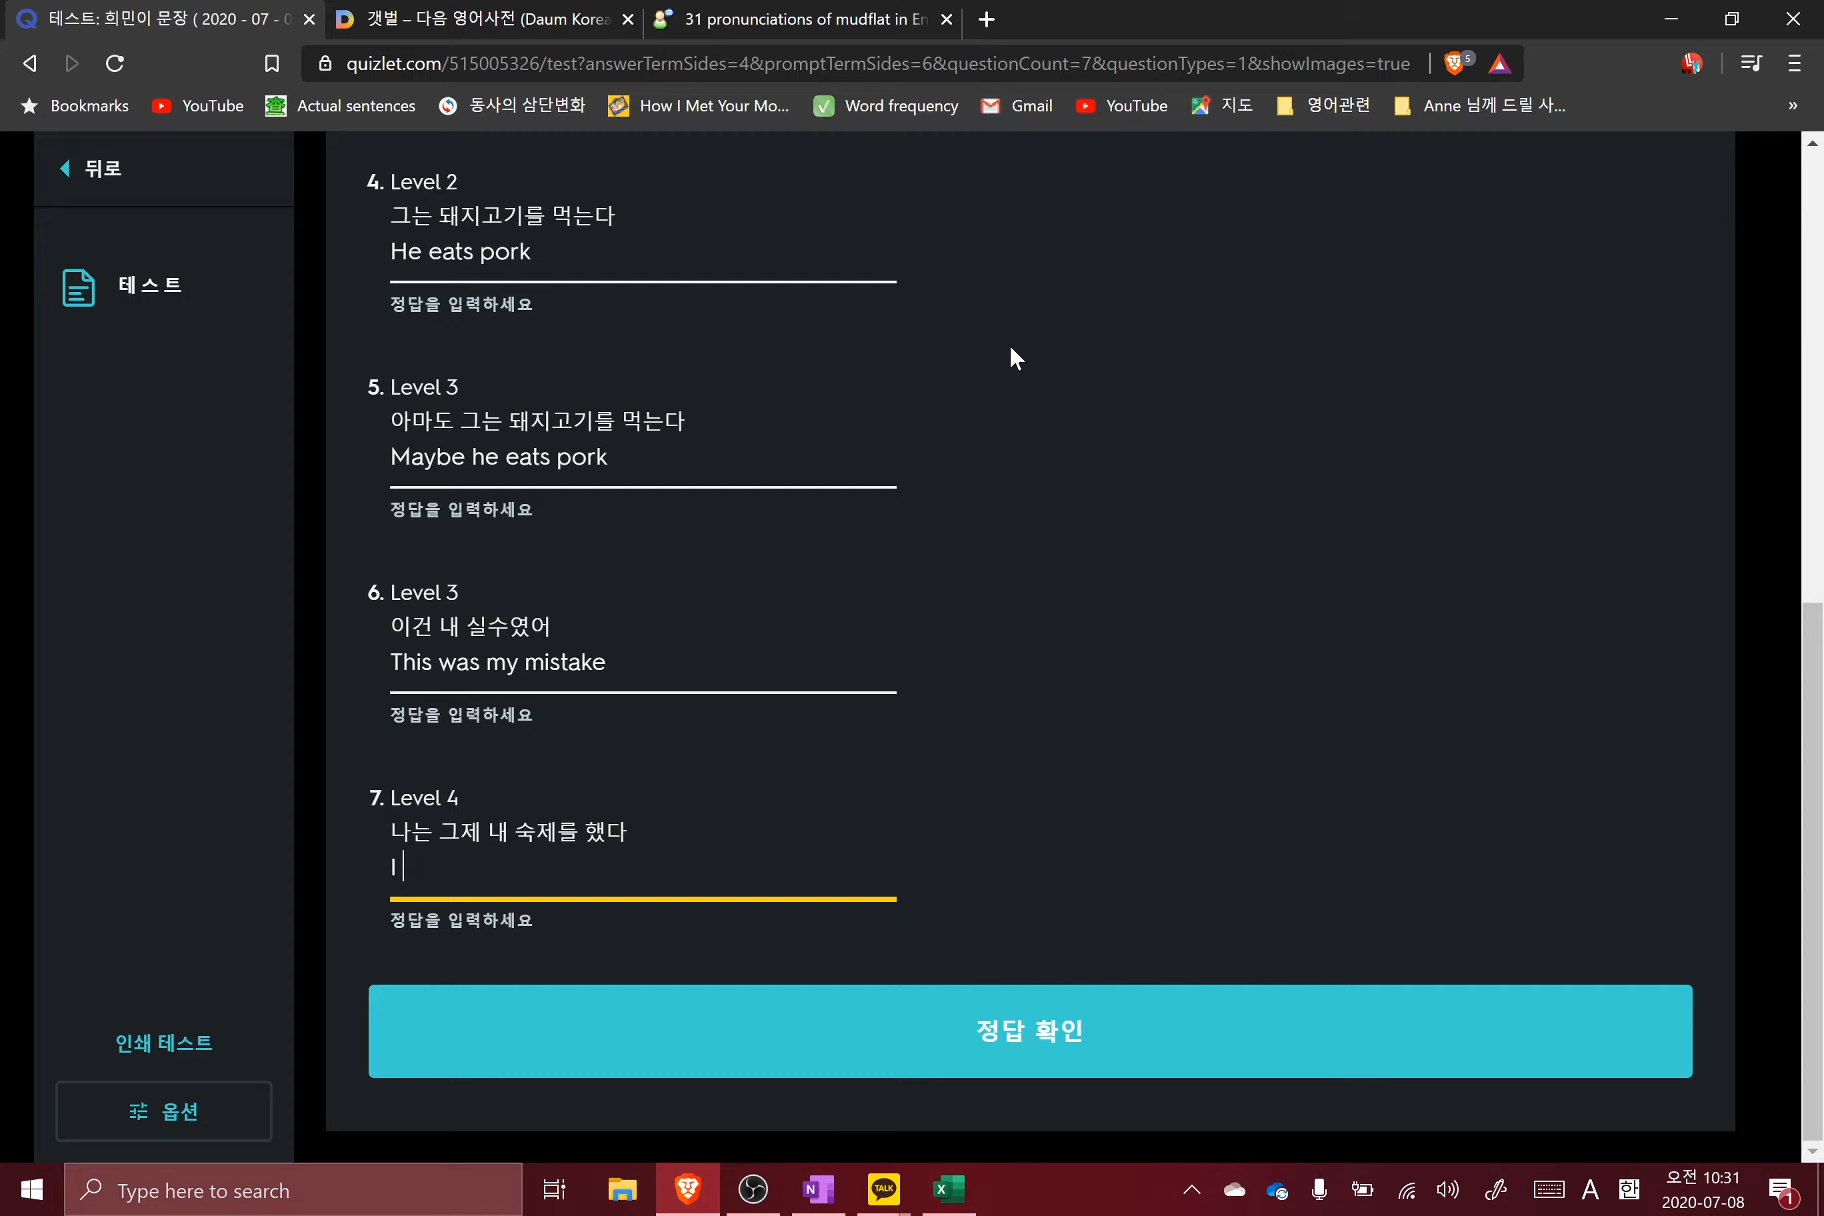 테스트: 희민이 문장 ( 2020 - 07 - 0
갯벌 – 다음 영어사전 (Daum Korea
31 pronunciations of mudflat in En
quizlet.com/515005326/test?answerTermSides=4&promptTermSides=6&questionCount=7&questionTypes=1&showImages=true
5
Bookmarks
YouTube
Actual sentences
동사의 삼단변화
How I Met Your Mo...
Word frequency
Gmail
YouTube
지도
영어관련
Anne 님께 드릴 사...
»
뒤로
테스트
4. Level 2
그는 돼지고기를 먹는다
He eats pork
정답을 입력하세요
5. Level 3
아마도 그는 돼지고기를 먹는다
Maybe he eats pork
정답을 입력하세요
6. Level 3
이건 내 실수였어
This was my mistake
정답을 입력하세요
7. Level 4
나는 그제 내 숙제를 했다
I
정답을 입력하세요
정답 확인
인쇄 테스트
옵션
Type here to search
N
TALK
X
A
한
오전 10:31
2020-07-08
1